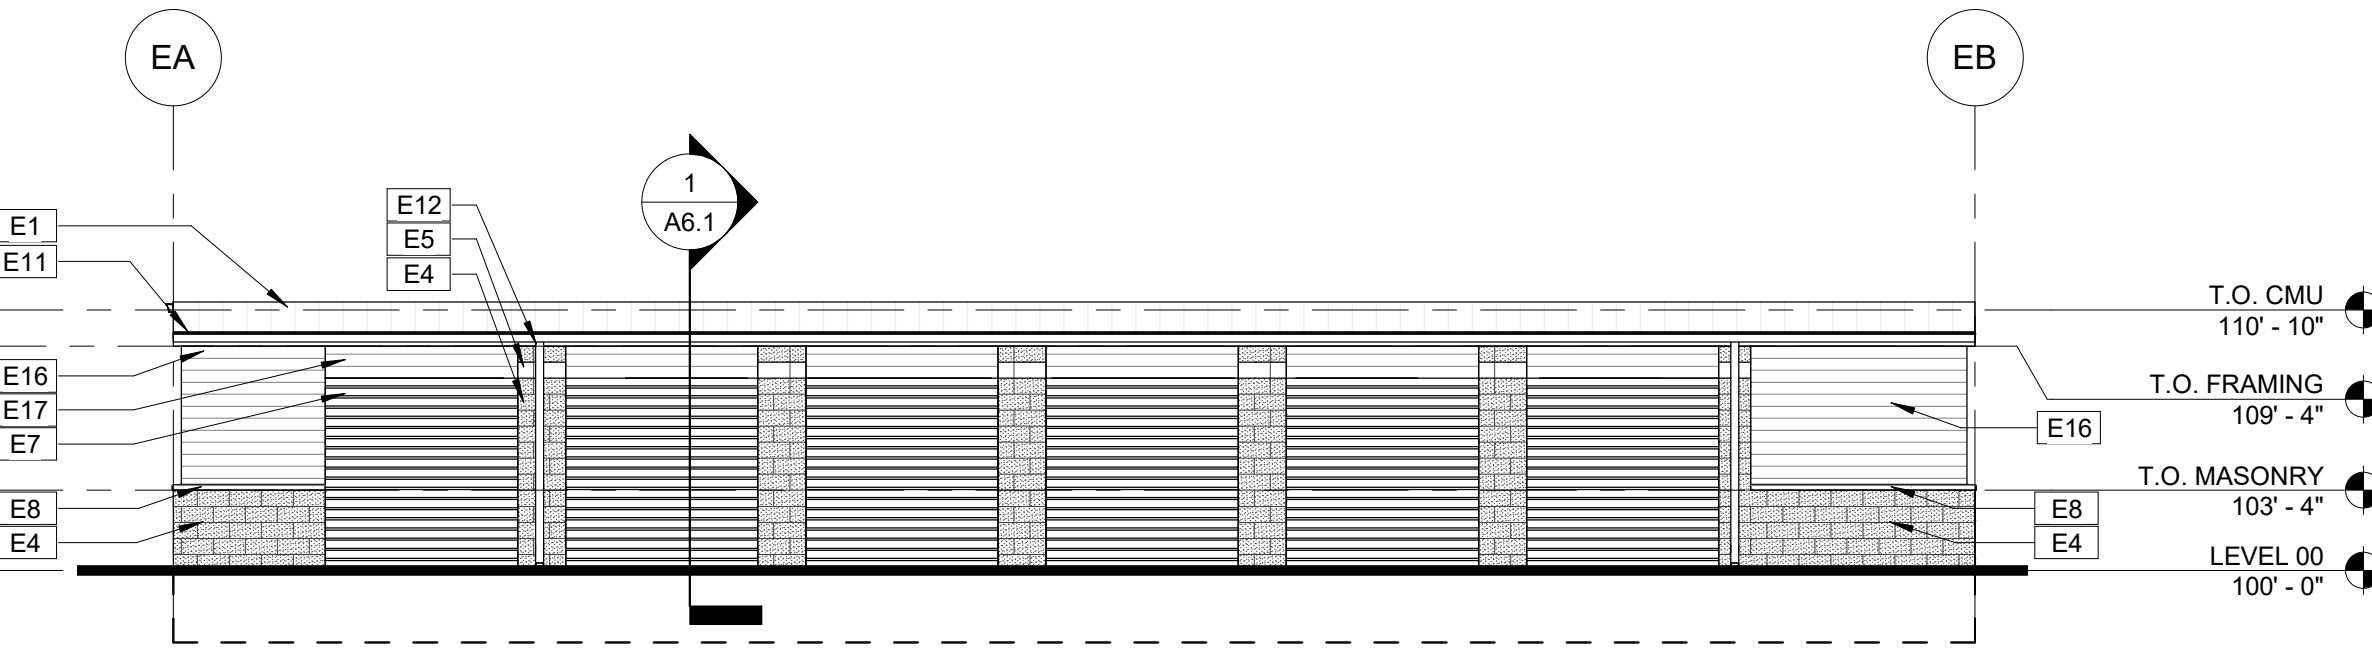 EA
EB
1
A6.1
E12
E5
E4
E1
E11
E16
E17
E7
E8
E4
T.O. CMU
110' - 10"
T.O. FRAMING
109' - 4"
E16
T.O. MASONRY
103' - 4"
E8
E4
LEVEL 00
100' - 0"